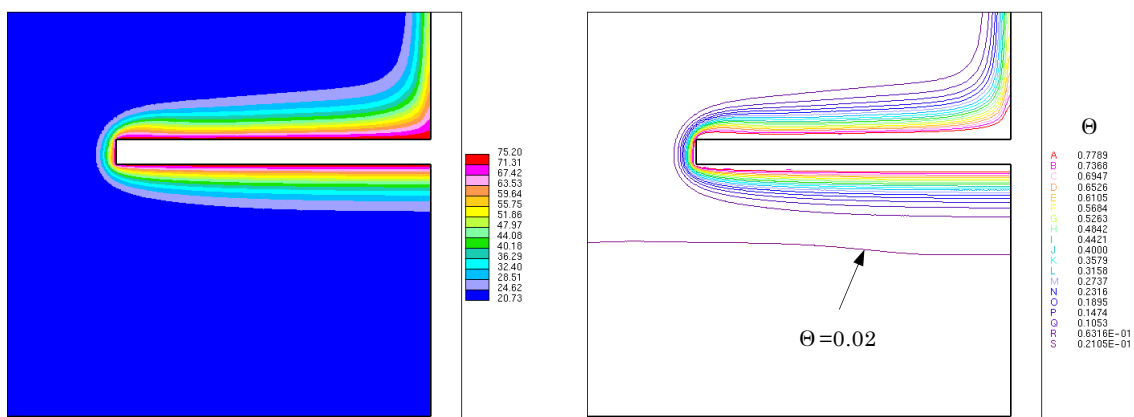 75.20
71.31
67.42
63.53
59.64
55.75
51.86
47.97
44.08
40.18
36.29
32.40
28.51
24.62
20.73
Θ=0.02
Θ
A 0.7789
B 0.7368
C 0.6947
D 0.6526
E 0.6105
F 0.5684
G 0.5263
H 0.4842
I 0.4421
J 0.4000
K 0.3579
L 0.3158
M 0.2737
N 0.2316
O 0.1895
P 0.1474
Q 0.1053
R 0.6316E-01
S 0.2105E-01